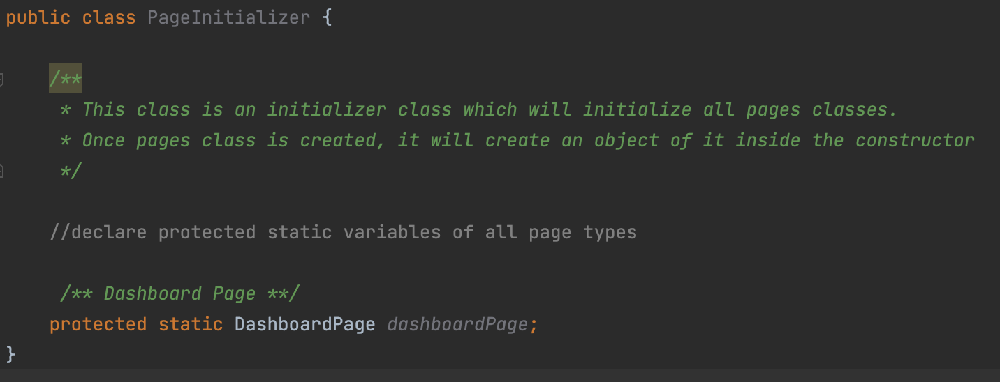 public class PageInitializer {
/**
* This class is an initializer class which will initialize all pages classes.
* Once pages class is created, it will create an object of it inside the constructor
*/
//declare protected static variables of all page types
/** Dashboard Page **/
protected static DashboardPage dashboardPage;
}